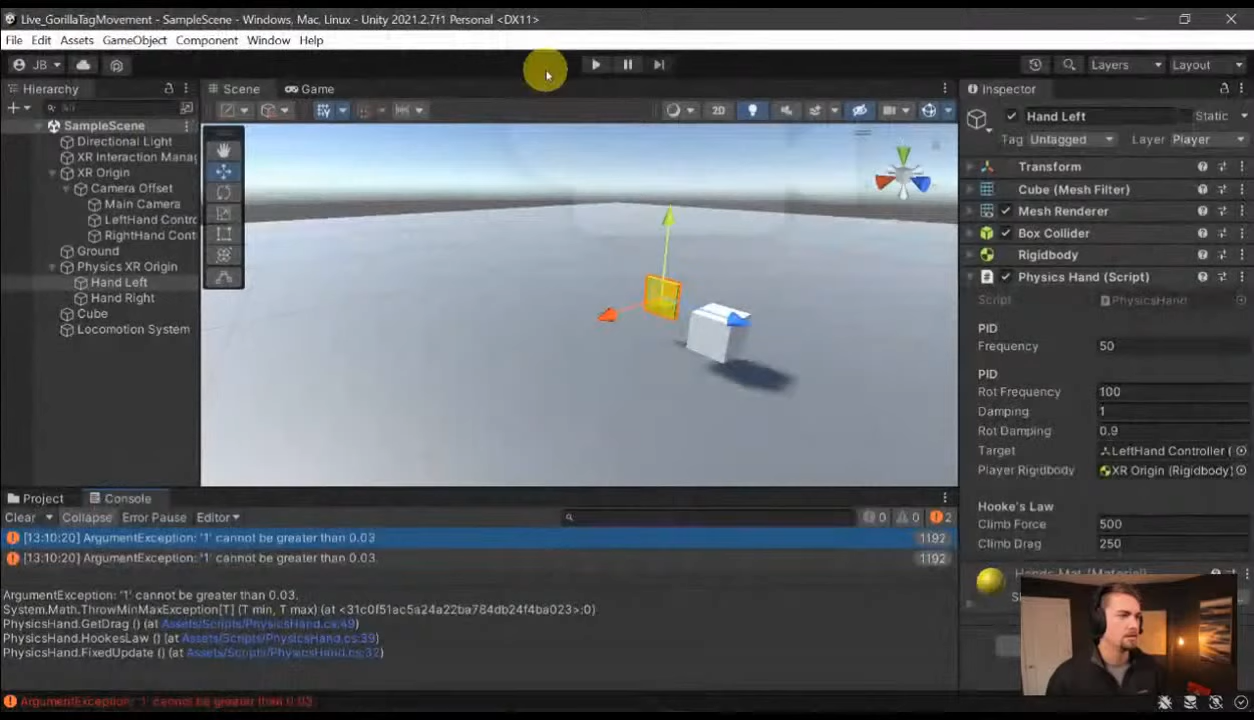 Live_GorillaTagMovement - SampleScene - Windows, Mac, Linux - Unity 2021.2.7f1 Personal <DX11>
File Edit Assets GameObject Component Window Help
JB Layers Layout
Hierarchy
SampleScene
Directional Light
XR Interaction Manag
XR Origin
Camera Offset
Main Camera
LeftHand Contro
RightHand Cont
Ground
Physics XR Origin
Hand Left
Hand Right
Cube
Locomotion System
Scene Game
2D
Inspector
Hand Left Static
Tag Untagged Layer Player
Transform
Cube (Mesh Filter)
Mesh Renderer
Box Collider
Rigidbody
Physics Hand (Script)
Script PhysicsHand
PID
Frequency 50
PID
Rot Frequency 100
Damping 1
Rot Damping 0.9
Target LeftHand Controller (
Player Rigidbody XR Origin (Rigidbody)
Hooke's Law
Climb Force 500
Climb Drag 250
Hands Mat (Material)
Project Console
Clear Collapse Error Pause Editor 0 0 2
[13:10:20] ArgumentException: '1' cannot be greater than 0.03. 1192
[13:10:20] ArgumentException: '1' cannot be greater than 0.03. 1192
ArgumentException: '1' cannot be greater than 0.03.
System.Math.ThrowMinMaxException[T] (T min, T max) (at <31c0f51ac5a24a22ba784db24f4ba023>:0)
PhysicsHand.GetDrag () (at Assets/Scripts/PhysicsHand.cs:49)
PhysicsHand.HookesLaw () (at Assets/Scripts/PhysicsHand.cs:39)
PhysicsHand.FixedUpdate () (at Assets/Scripts/PhysicsHand.cs:32)
ArgumentException: '1' cannot be greater than 0.03.